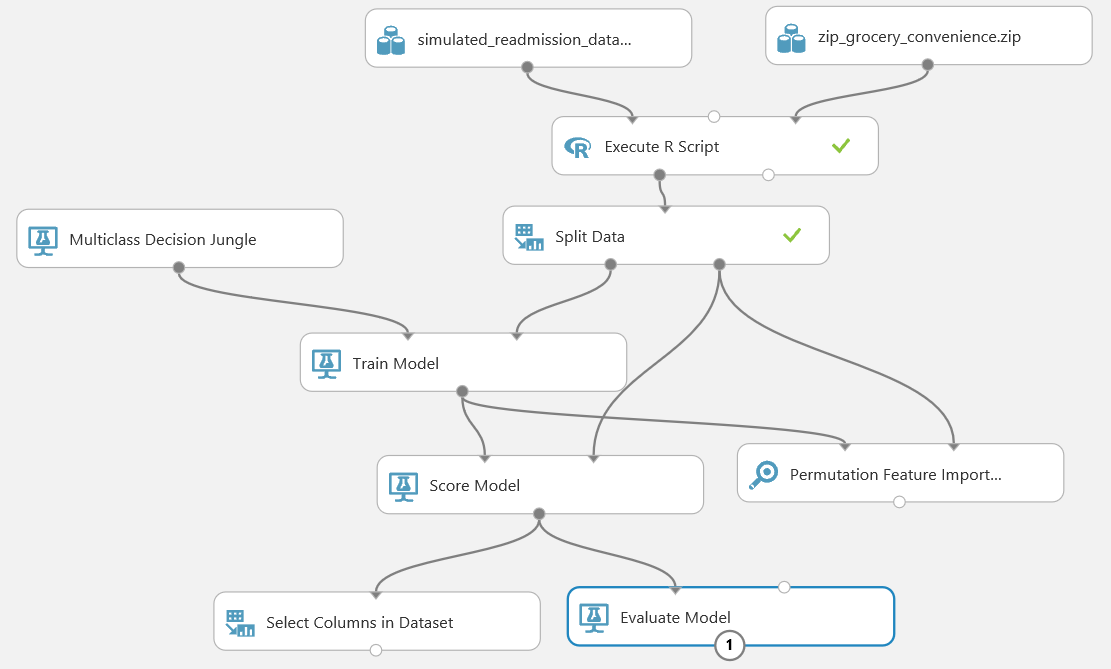 simulated_readmission_data...
zip_grocery_convenience.zip
R Execute R Script
Split Data
Multiclass Decision Jungle
Train Model
Score Model
Permutation Feature Import...
Select Columns in Dataset
Evaluate Model
1